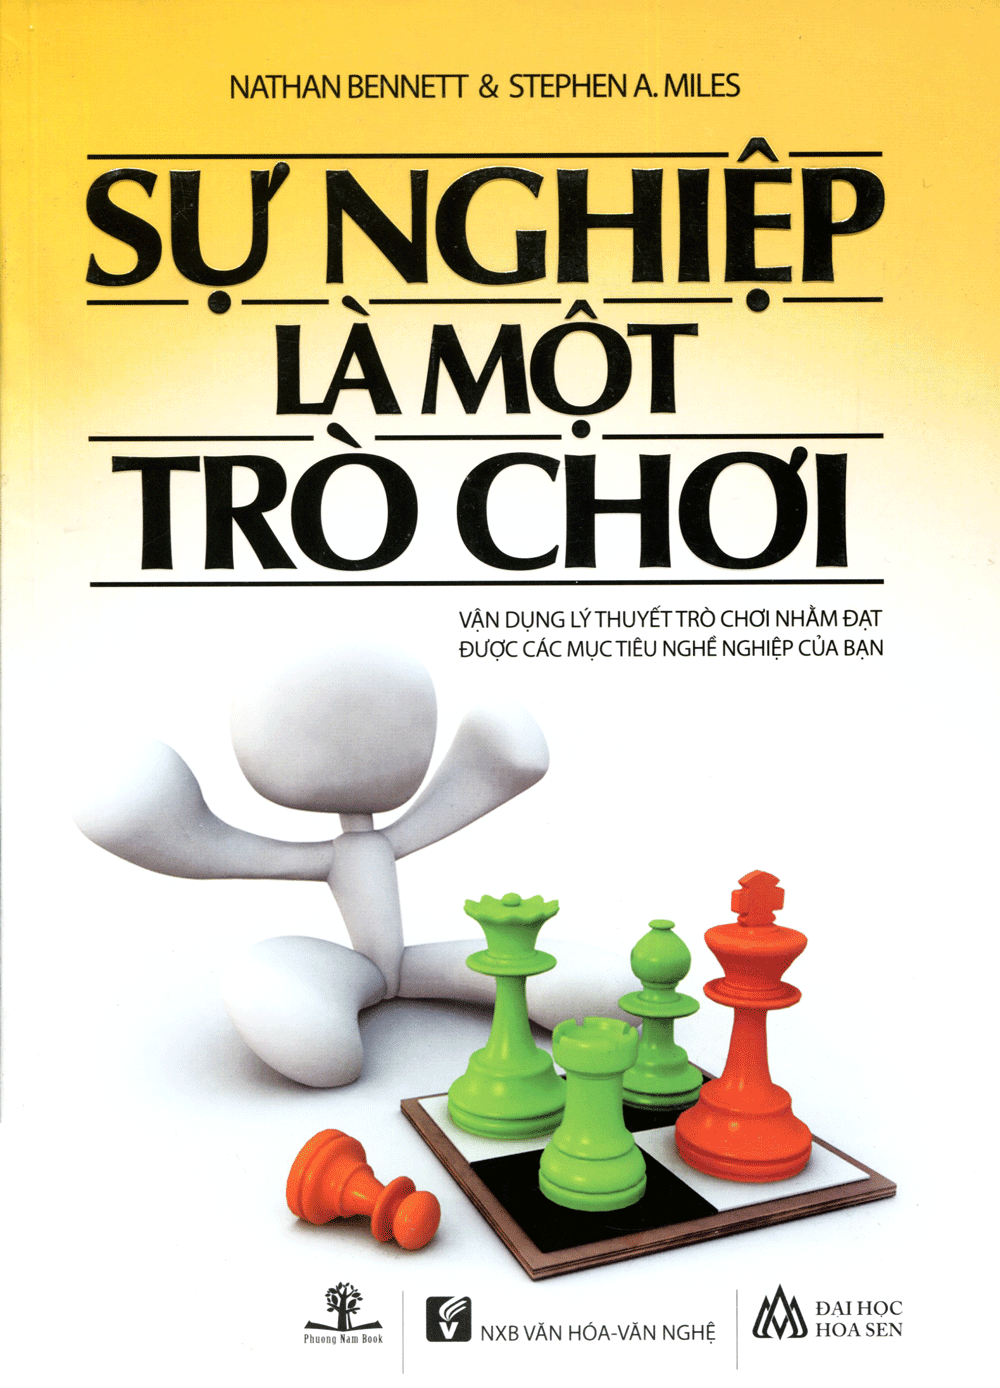 NATHAN BENNETT & STEPHEN A. MILES
SỰ NGHIỆP
LÀ MỘT
TRÒ CHƠI
VẬN DỤNG LÝ THUYẾT TRÒ CHƠI NHẰM ĐẠT
ĐƯỢC CÁC MỤC TIÊU NGHỀ NGHIỆP CỦA BẠN
Phuong Nam Book
NXB VĂN HÓA-VĂN NGHỆ
ĐẠI HỌC
HOA SEN